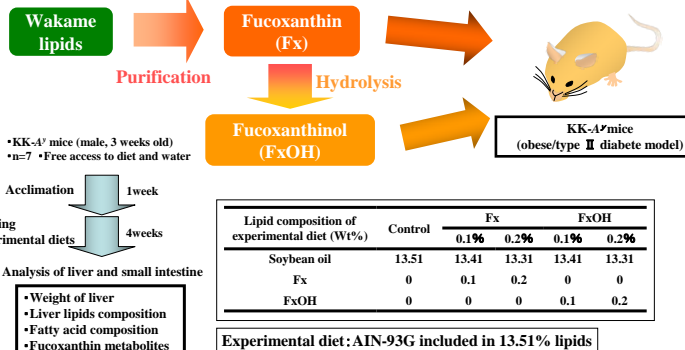 Wakame
lipids
Purification
Fucoxanthin
(Fx)
Hydrolysis
Fucoxanthinol
(FxOH)
KK-Aʸ mice
(obese/type Ⅱ diabete model)
▪KK-Aʸ mice (male, 3 weeks old)
▪n=7 ▪Free access to diet and water
Acclimation 1week
ing
rimental diets 4weeks
Analysis of liver and small intestine
▪Weight of liver
▪Liver lipids composition
▪Fatty acid composition
▪Fucoxanthin metabolites
Lipid composition of
experimental diet (Wt%) Control Fx FxOH
0.1% 0.2% 0.1% 0.2%
Soybean oil 13.51 13.41 13.31 13.41 13.31
Fx 0 0.1 0.2 0 0
FxOH 0 0 0 0.1 0.2
Experimental diet:AIN-93G included in 13.51% lipids